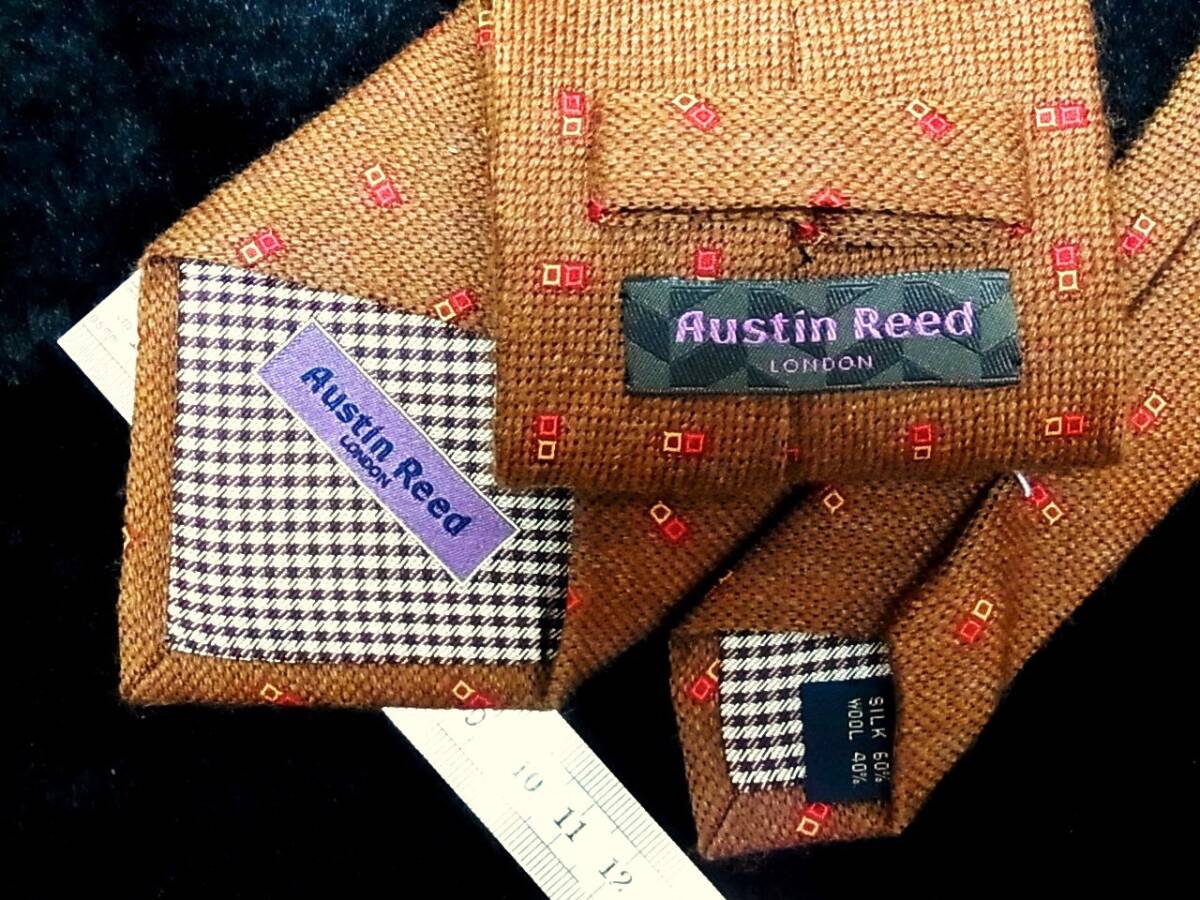 Austin Reed
LONDON
Austin Reed
LONDON
SILK 60%
WOOL 40%
10 11 12